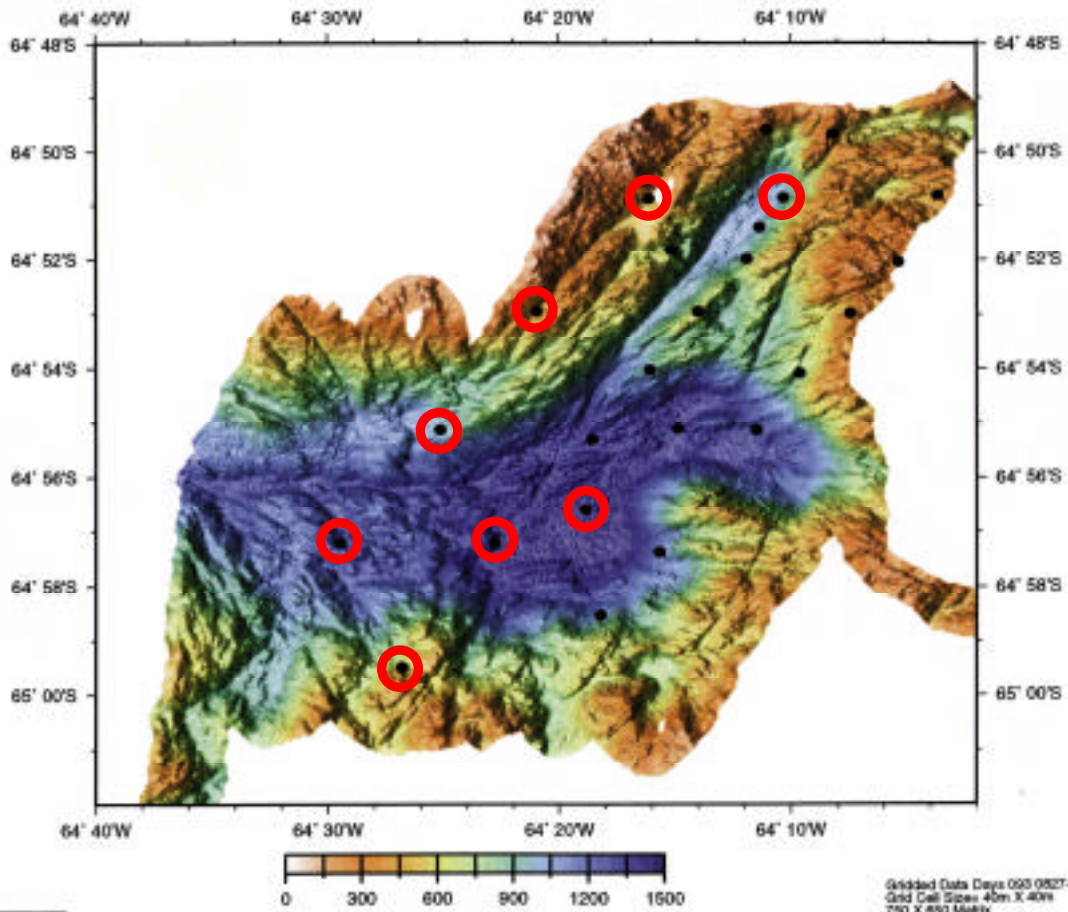 64° 40'W 64° 30'W 64° 20'W 64° 10'W
64° 48'S 64° 48'S
64° 50'S 64° 50'S
64° 52'S 64° 52'S
64° 54'S 64° 54'S
64° 56'S 64° 56'S
64° 58'S 64° 58'S
65° 00'S 65° 00'S
64° 40'W 64° 30'W 64° 20'W 64° 10'W
0 300 600 900 1200 1500
Gridded Data Days 093 0827-
Grid Cell Size= 40m X 40m